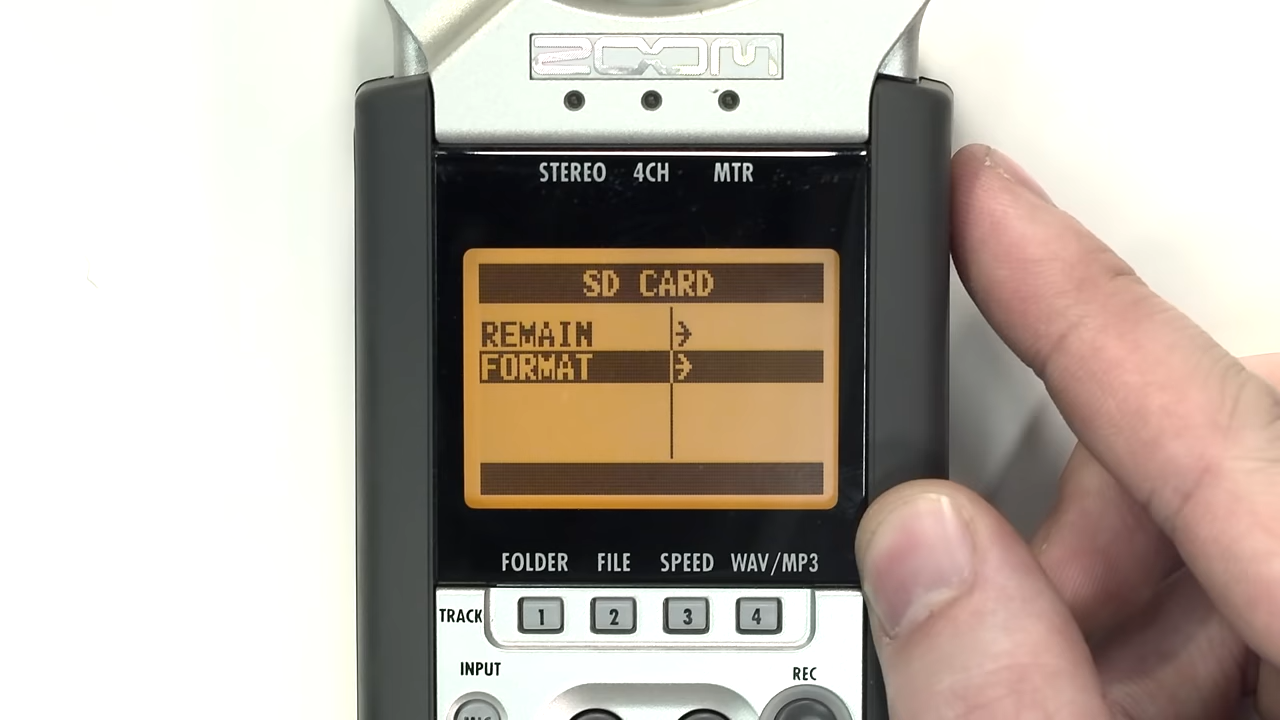 ZOOM
STEREO 4CH MTR
SD CARD
REMAIN
FORMAT
FOLDER FILE SPEED WAV/MP3
TRACK 1 2 3 4
INPUT REC
MIC